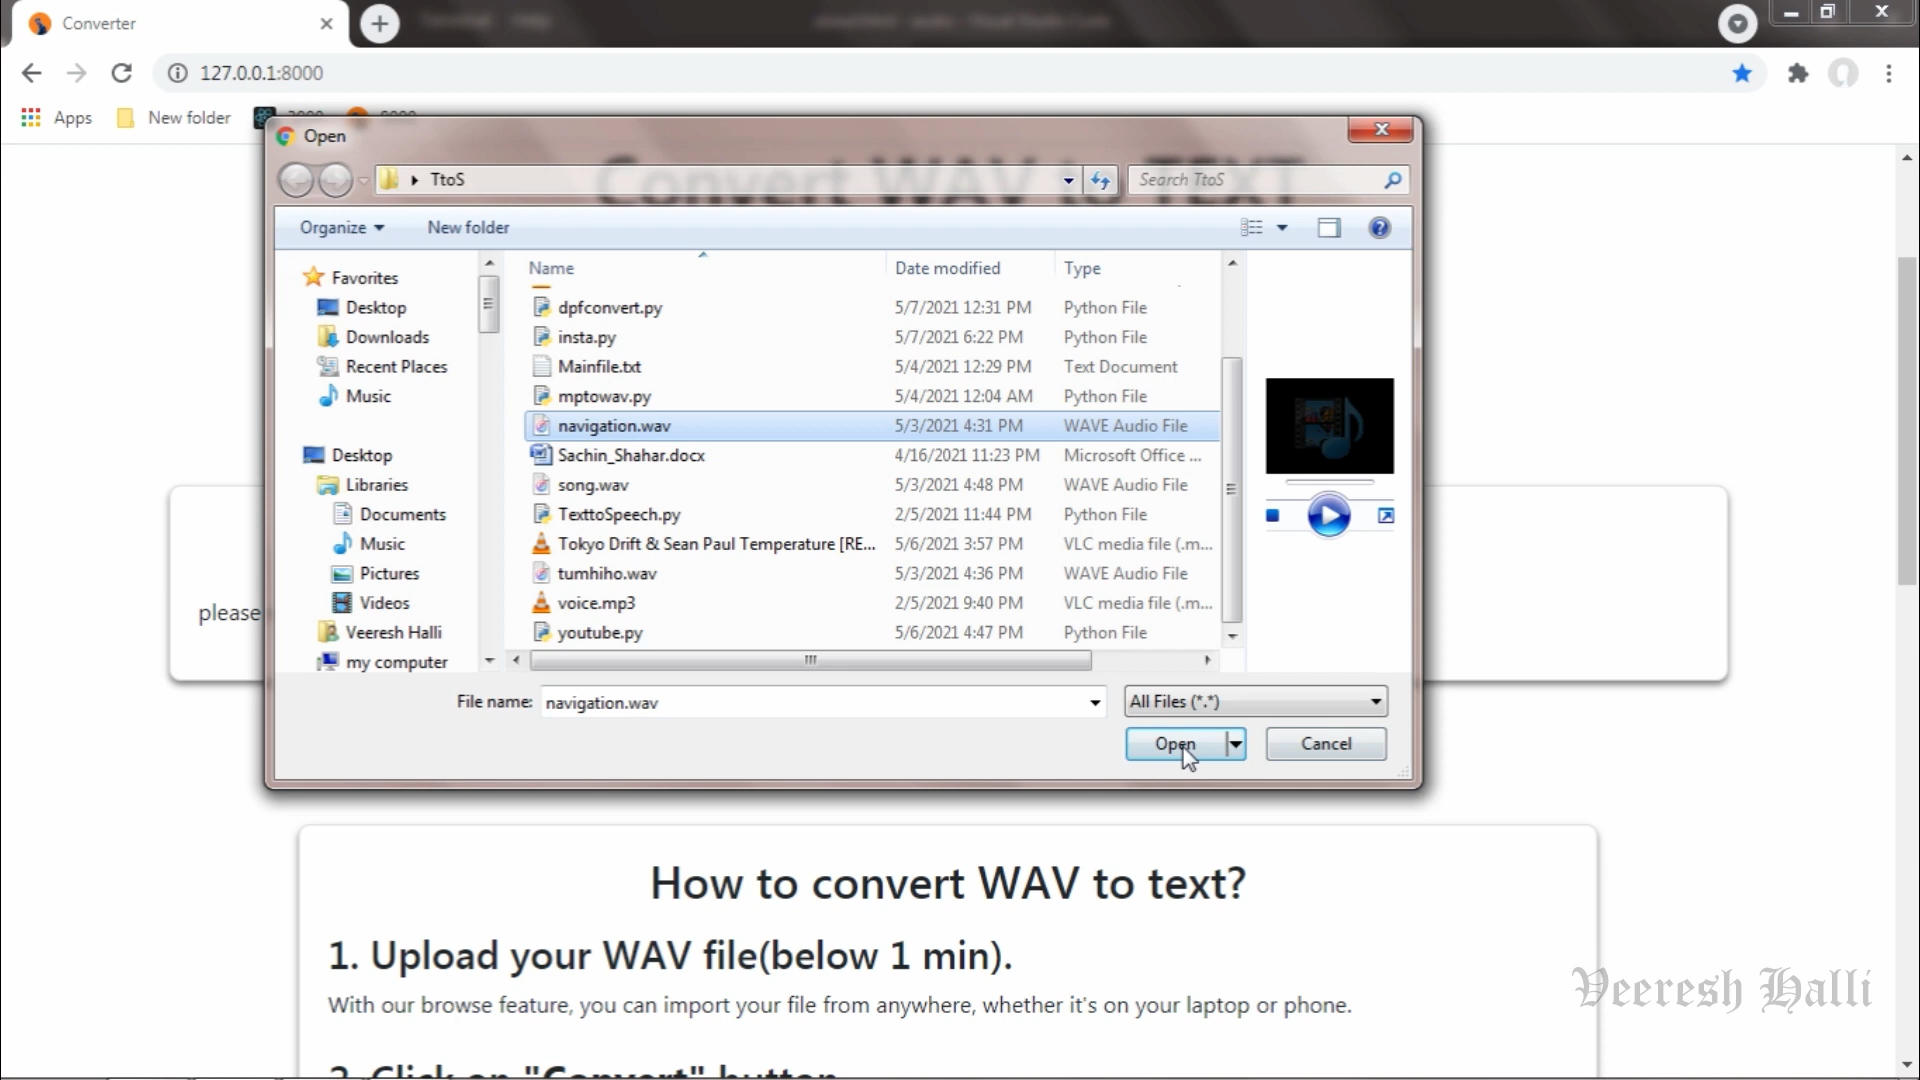 Converter
127.0.0.1:8000
Apps
New folder
Open
Convert WAV to TEXT
TtoS
Search TtoS
Organize
New folder
Name
Date modified
Type
Favorites
Desktop
Downloads
Recent Places
Music
Desktop
Libraries
Documents
Music
Pictures
Videos
Veeresh Halli
my computer
dpfconvert.py 5/7/2021 12:31 PM Python File
insta.py 5/7/2021 6:22 PM Python File
Mainfile.txt 5/4/2021 12:29 PM Text Document
mptowav.py 5/4/2021 12:04 AM Python File
navigation.wav 5/3/2021 4:31 PM WAVE Audio File
Sachin_Shahar.docx 4/16/2021 11:23 PM Microsoft Office ...
song.wav 5/3/2021 4:48 PM WAVE Audio File
TexttoSpeech.py 2/5/2021 11:44 PM Python File
Tokyo Drift & Sean Paul Temperature [RE... 5/6/2021 3:57 PM VLC media file (.m...
tumhiho.wav 5/3/2021 4:36 PM WAVE Audio File
voice.mp3 2/5/2021 9:40 PM VLC media file (.m...
youtube.py 5/6/2021 4:47 PM Python File
please
File name: navigation.wav
All Files (*.*)
Open
Cancel
How to convert WAV to text?
1. Upload your WAV file(below 1 min).
With our browse feature, you can import your file from anywhere, whether it's on your laptop or phone.
2. Click on "Convert" button
Veeresh Halli